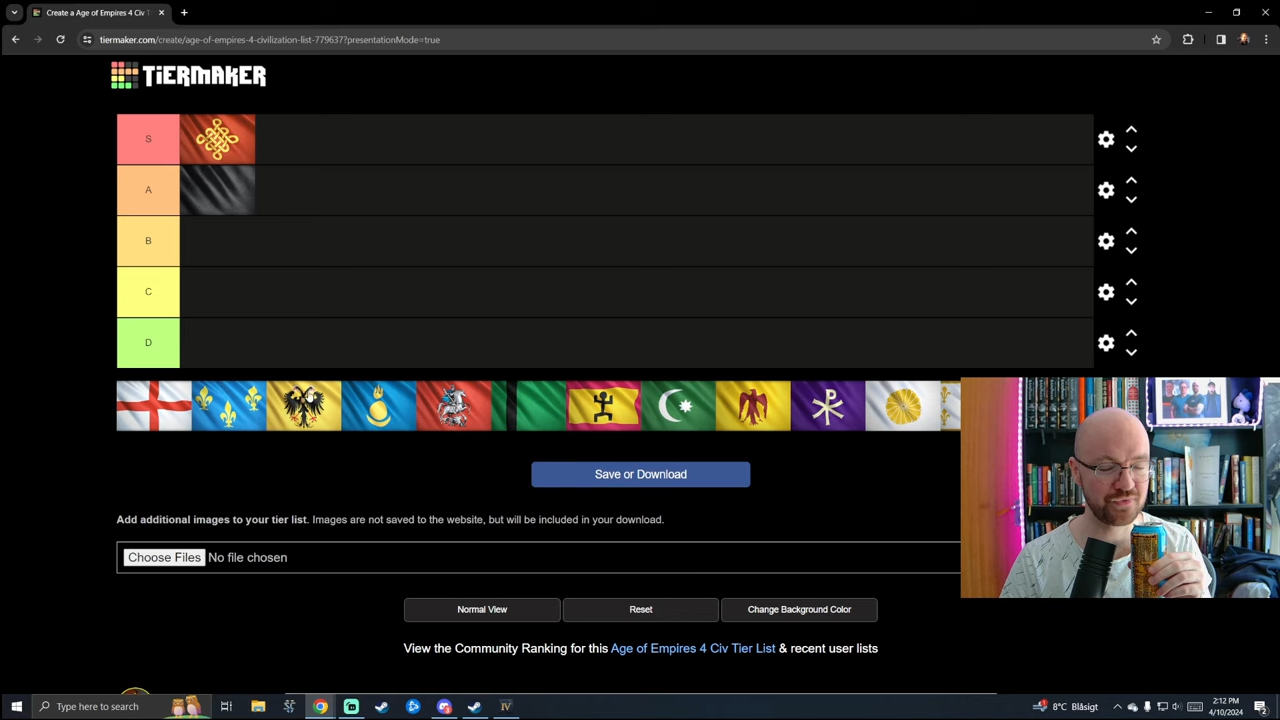 Create a Age of Empires 4 Civ T
tiermaker.com/create/age-of-empires-4-civilization-list-779637?presentationMode=true
TiERMAKER
S
A
B
C
D
Save or Download
Add additional images to your tier list. Images are not saved to the website, but will be included in your download.
Choose Files No file chosen
Normal View
Reset
Change Background Color
View the Community Ranking for this Age of Empires 4 Civ Tier List & recent user lists
Type here to search
IV
8°C Blåsigt
2:12 PM
4/10/2024
2